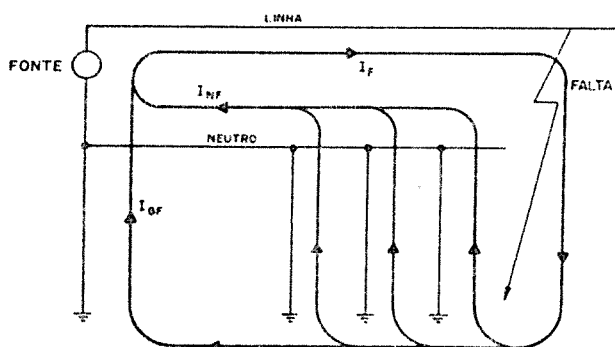 LINHA
FONTE
I_F
FALTA
I_NF
NEUTRO
I_GF